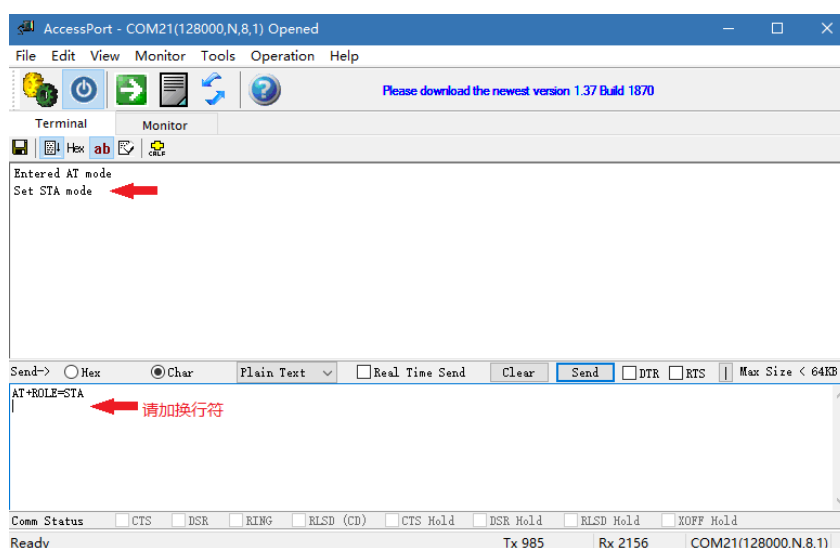 AccessPort - COM21(128000,N,8,1) Opened
File Edit View Monitor Tools Operation Help
Please download the newest version 1.37 Build 1870
Terminal Monitor
Hex ab CRLF
Entered AT mode
Set STA mode
Send-> Hex Char Plain Text Real Time Send Clear Send DTR RTS Max Size < 64KB
AT+ROLE=STA
请加换行符
Comm Status CTS DSR RING RLSD (CD) CTS Hold DSR Hold RLSD Hold XOFF Hold
Ready Tx 985 Rx 2156 COM21(128000,N,8,1)